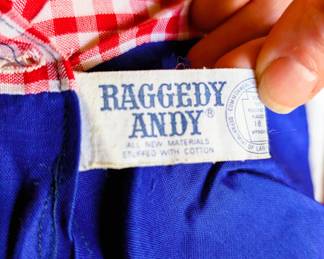 RAGGEDY
ANDY®
ALL NEW MATERIALS
STUFFED WITH COTTON